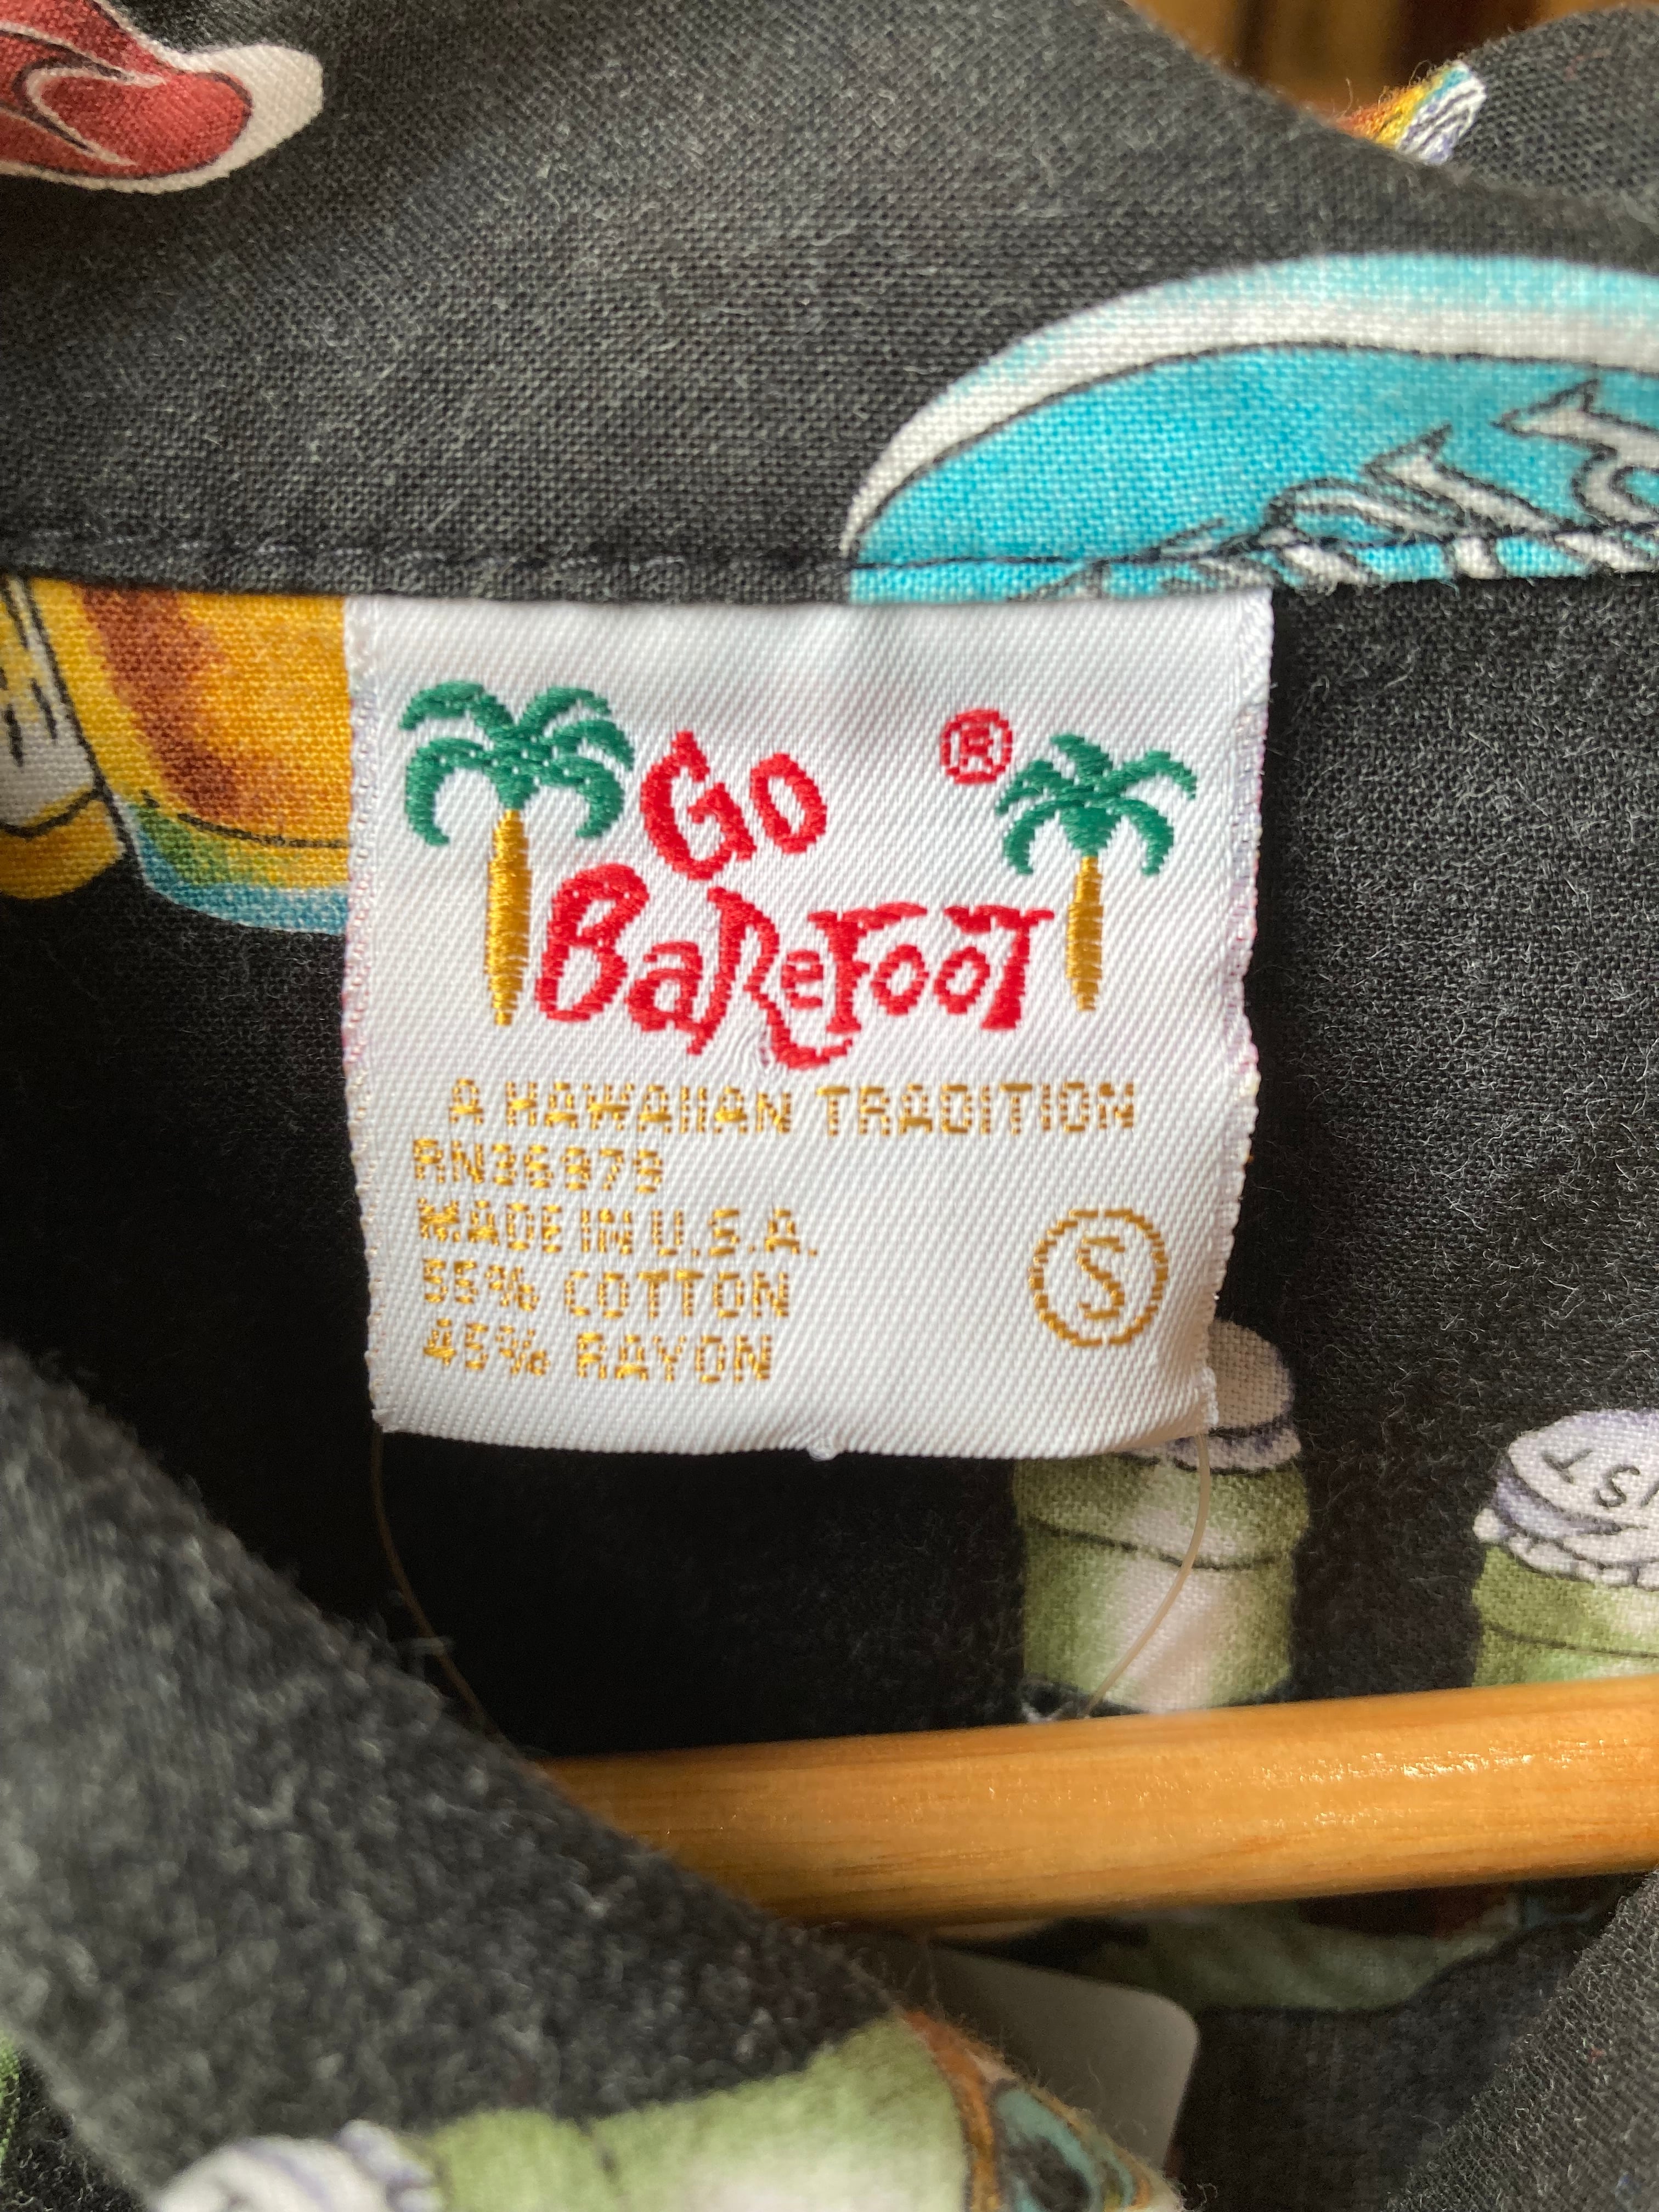 Go ®
BaReFooT
A HAWAIIAN TRADITION
RN36979
MADE IN U.S.A.
55% COTTON
45% RAYON
S